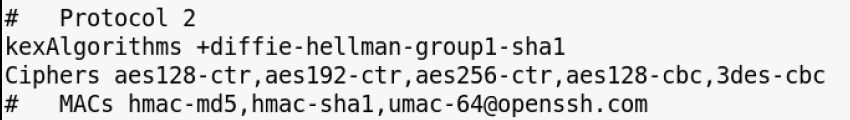 #   Protocol 2
kexAlgorithms +diffie-hellman-group1-sha1
Ciphers aes128-ctr,aes192-ctr,aes256-ctr,aes128-cbc,3des-cbc
#   MACs hmac-md5,hmac-sha1,umac-64@openssh.com